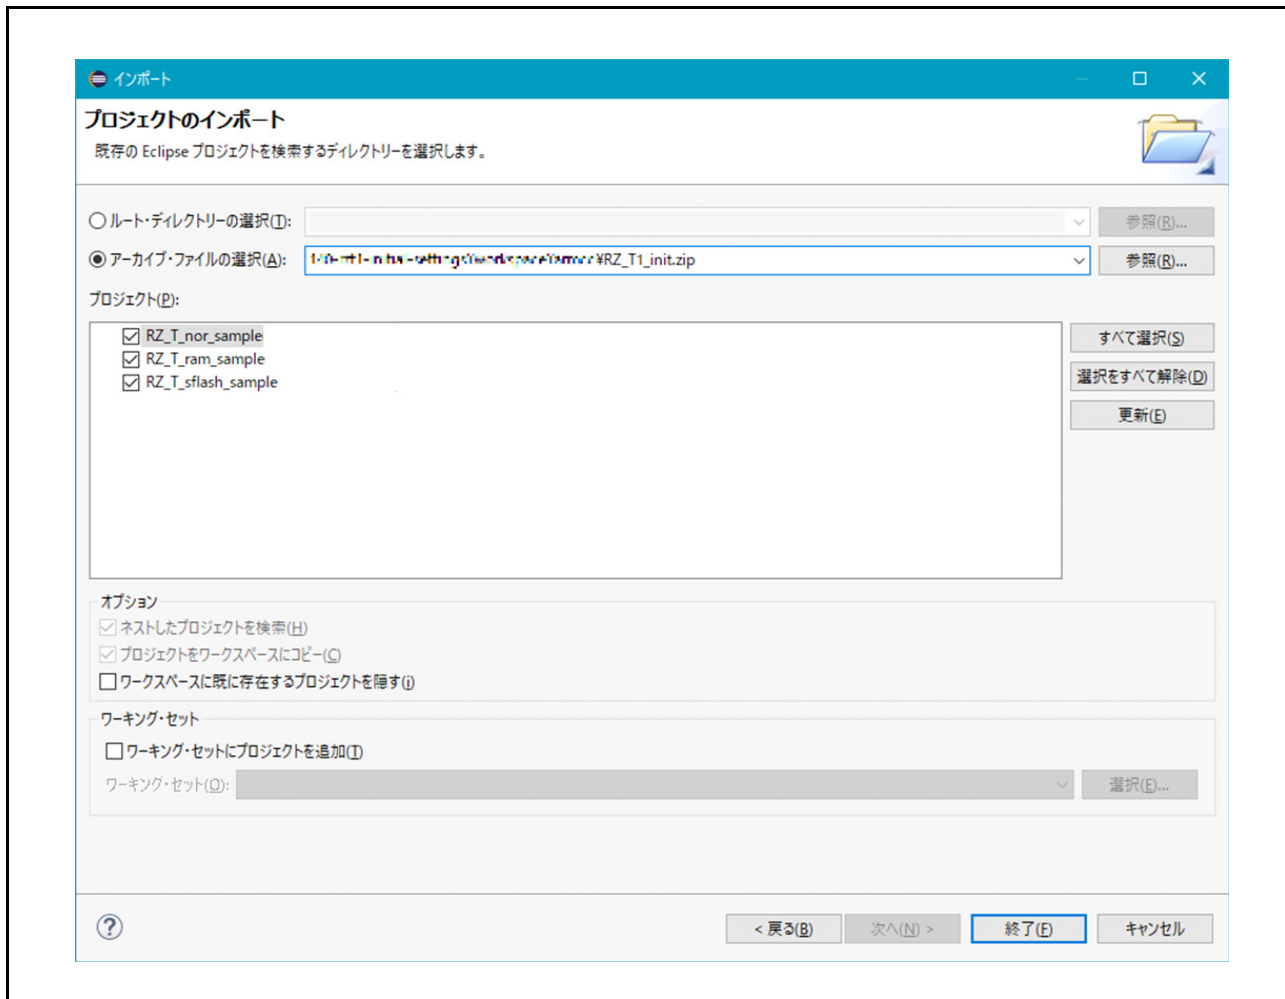 インポート
プロジェクトのインポート
既存の Eclipse プロジェクトを検索するディレクトリーを選択します。
ルート・ディレクトリーの選択(T):
参照(R)...
アーカイブ・ファイルの選択(A):
¥RZ_T1_init.zip
参照(R)...
プロジェクト(P):
RZ_T_nor_sample
RZ_T_ram_sample
RZ_T_sflash_sample
すべて選択(S)
選択をすべて解除(D)
更新(E)
オプション
ネストしたプロジェクトを検索(H)
プロジェクトをワークスペースにコピー(C)
ワークスペースに既に存在するプロジェクトを隠す(i)
ワーキング・セット
ワーキング・セットにプロジェクトを追加(T)
ワーキング・セット(O):
選択(E)...
?
< 戻る(B)
次へ(N) >
終了(F)
キャンセル